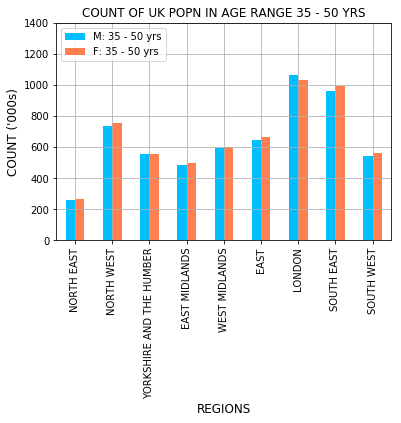 COUNT OF UK POPN IN AGE RANGE 35 - 50 YRS
M: 35 - 50 yrs
F: 35 - 50 yrs
COUNT ('000s)
1400
1200
1000
800
600
400
200
0
NORTH EAST
NORTH WEST
YORKSHIRE AND THE HUMBER
EAST MIDLANDS
WEST MIDLANDS
EAST
LONDON
SOUTH EAST
SOUTH WEST
REGIONS